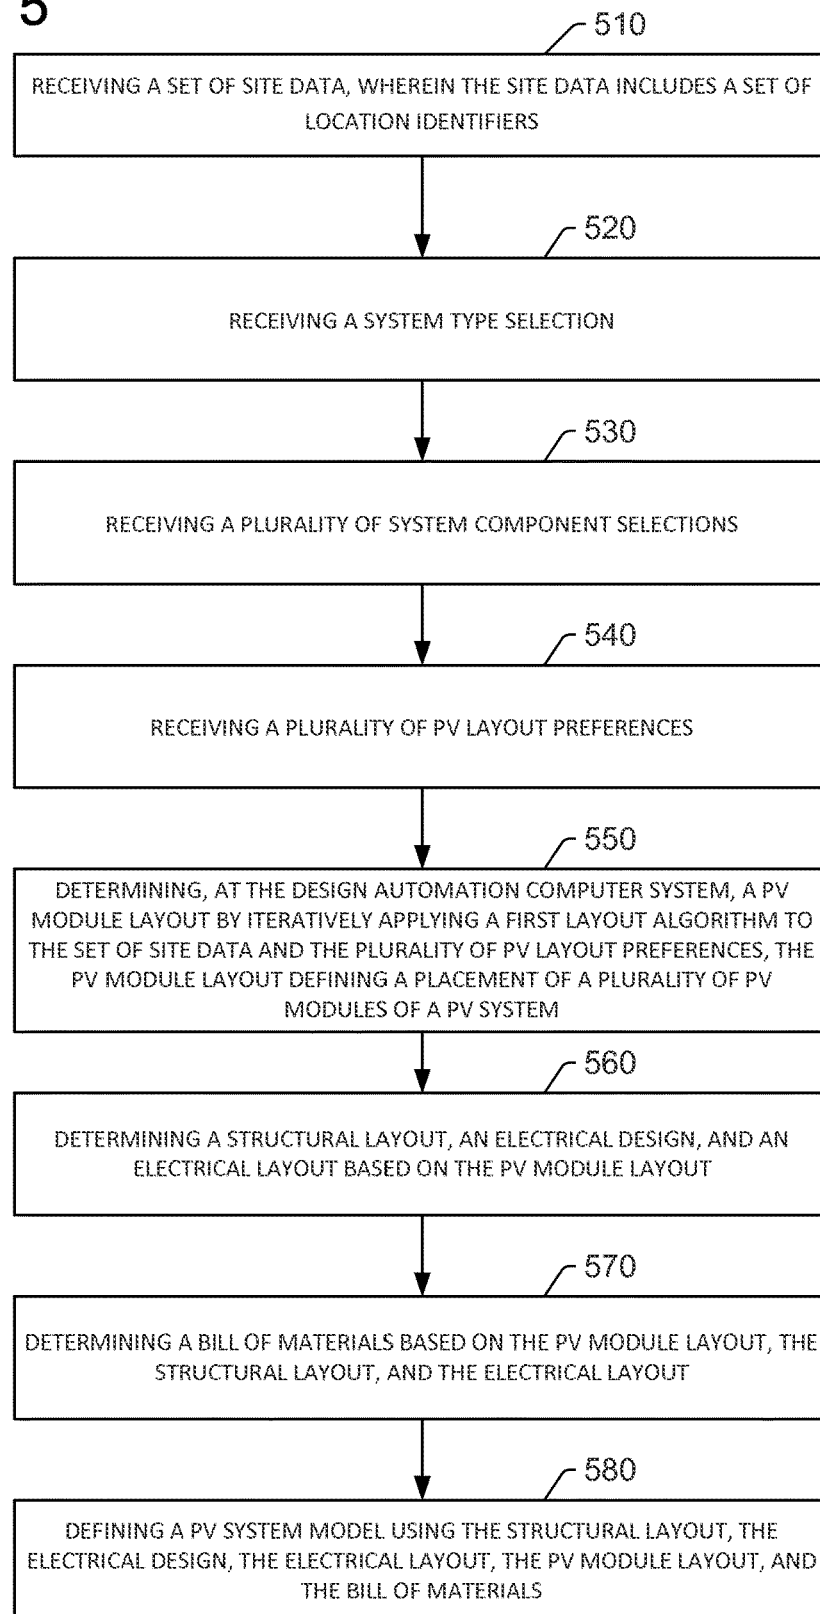 5
510
RECEIVING A SET OF SITE DATA, WHEREIN THE SITE DATA INCLUDES A SET OF
LOCATION IDENTIFIERS
520
RECEIVING A SYSTEM TYPE SELECTION
530
RECEIVING A PLURALITY OF SYSTEM COMPONENT SELECTIONS
540
RECEIVING A PLURALITY OF PV LAYOUT PREFERENCES
550
DETERMINING, AT THE DESIGN AUTOMATION COMPUTER SYSTEM, A PV
MODULE LAYOUT BY ITERATIVELY APPLYING A FIRST LAYOUT ALGORITHM TO
THE SET OF SITE DATA AND THE PLURALITY OF PV LAYOUT PREFERENCES, THE
PV MODULE LAYOUT DEFINING A PLACEMENT OF A PLURALITY OF PV
MODULES OF A PV SYSTEM
560
DETERMINING A STRUCTURAL LAYOUT, AN ELECTRICAL DESIGN, AND AN
ELECTRICAL LAYOUT BASED ON THE PV MODULE LAYOUT
570
DETERMINING A BILL OF MATERIALS BASED ON THE PV MODULE LAYOUT, THE
STRUCTURAL LAYOUT, AND THE ELECTRICAL LAYOUT
580
DEFINING A PV SYSTEM MODEL USING THE STRUCTURAL LAYOUT, THE
ELECTRICAL DESIGN, THE ELECTRICAL LAYOUT, THE PV MODULE LAYOUT, AND
THE BILL OF MATERIALS